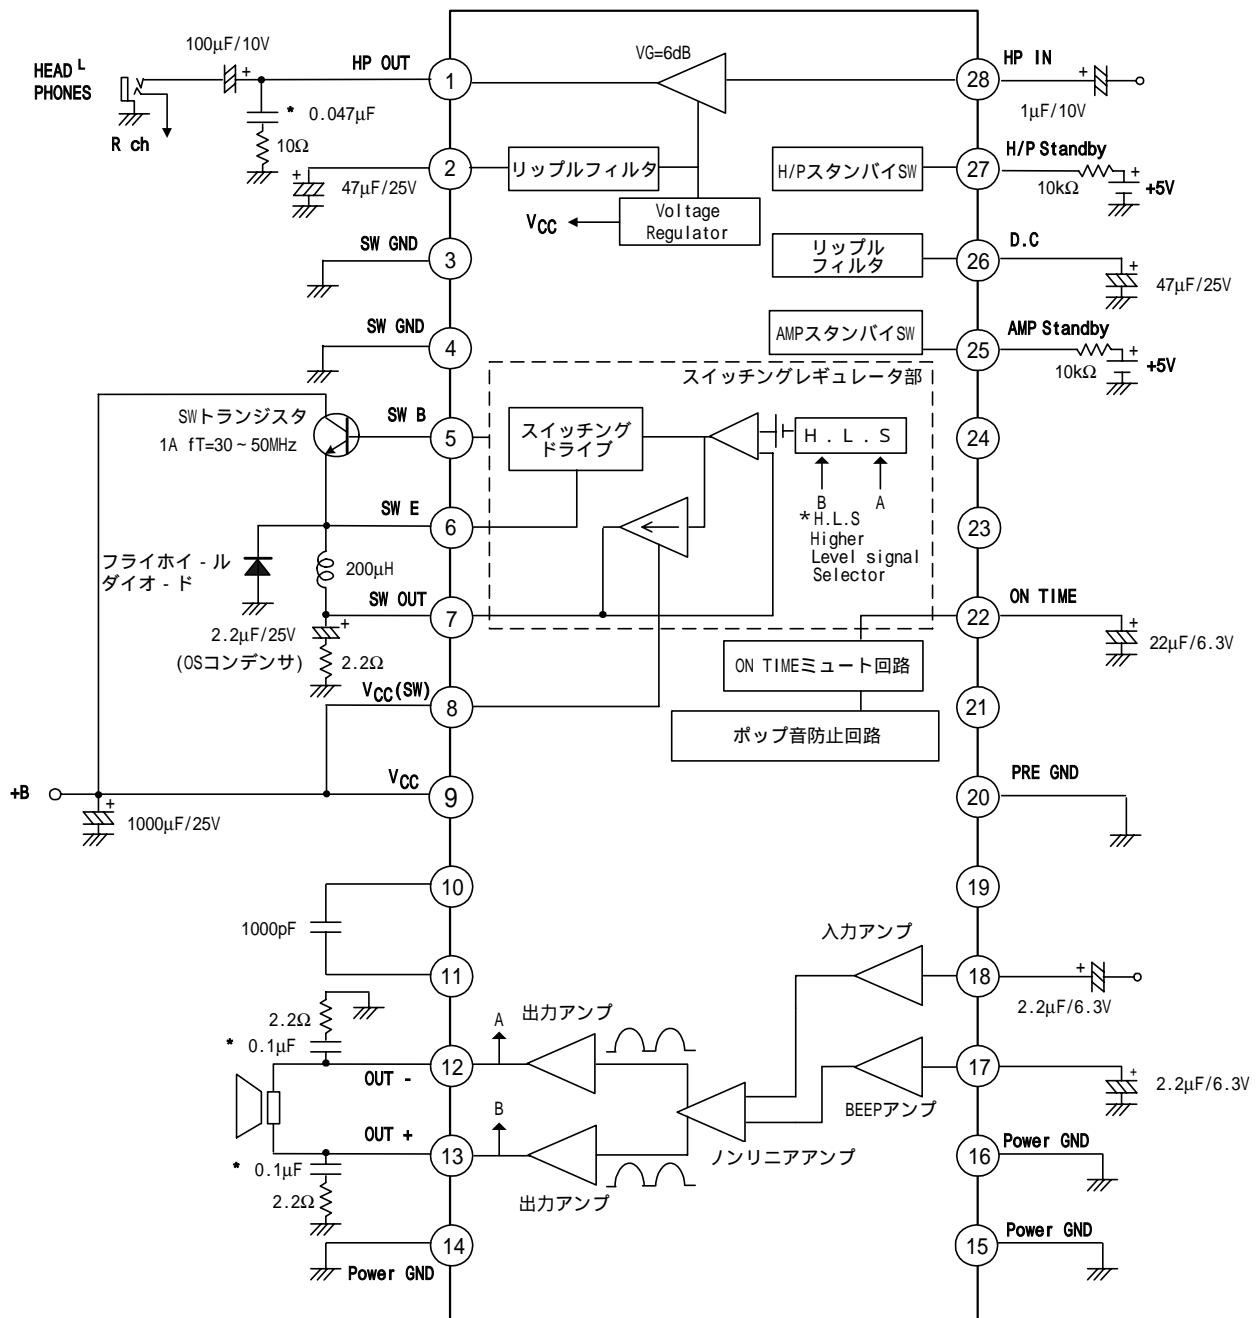 100μF/10V
HEAD L
PHONES
R ch
HP OUT
1
VG=6dB
28
HP IN
1μF/10V
* 0.047μF
10Ω
47μF/25V
2
リップルフィルタ
VCC
Voltage
Regulator
H/PスタンバイSW
27
H/P Standby
10kΩ
+5V
SW GND
3
リップル
フィルタ
26
D.C
47μF/25V
SW GND
4
AMPスタンバイSW
25
AMP Standby
10kΩ
+5V
スイッチングレギュレータ部
SWトランジスタ
1A fT=30~50MHz
SW B
5
スイッチング
ドライブ
H.L.S
B
A
*H.L.S
Higher
Level signal
Selector
24
SW E
6
23
フライホイ-ル
ダイオ-ド
200μH
SW OUT
7
22
ON TIME
22μF/6.3V
2.2μF/25V
(OSコンデンサ)
2.2Ω
ON TIMEミュート回路
VCC(SW)
8
ポップ音防止回路
21
+B
VCC
9
1000μF/25V
20
PRE GND
10
19
1000pF
11
入力アンプ
18
2.2μF/6.3V
2.2Ω
* 0.1μF
OUT -
12
A
出力アンプ
BEEPアンプ
17
2.2μF/6.3V
OUT +
13
B
出力アンプ
ノンリニアアンプ
16
Power GND
* 0.1μF
2.2Ω
14
Power GND
15
Power GND